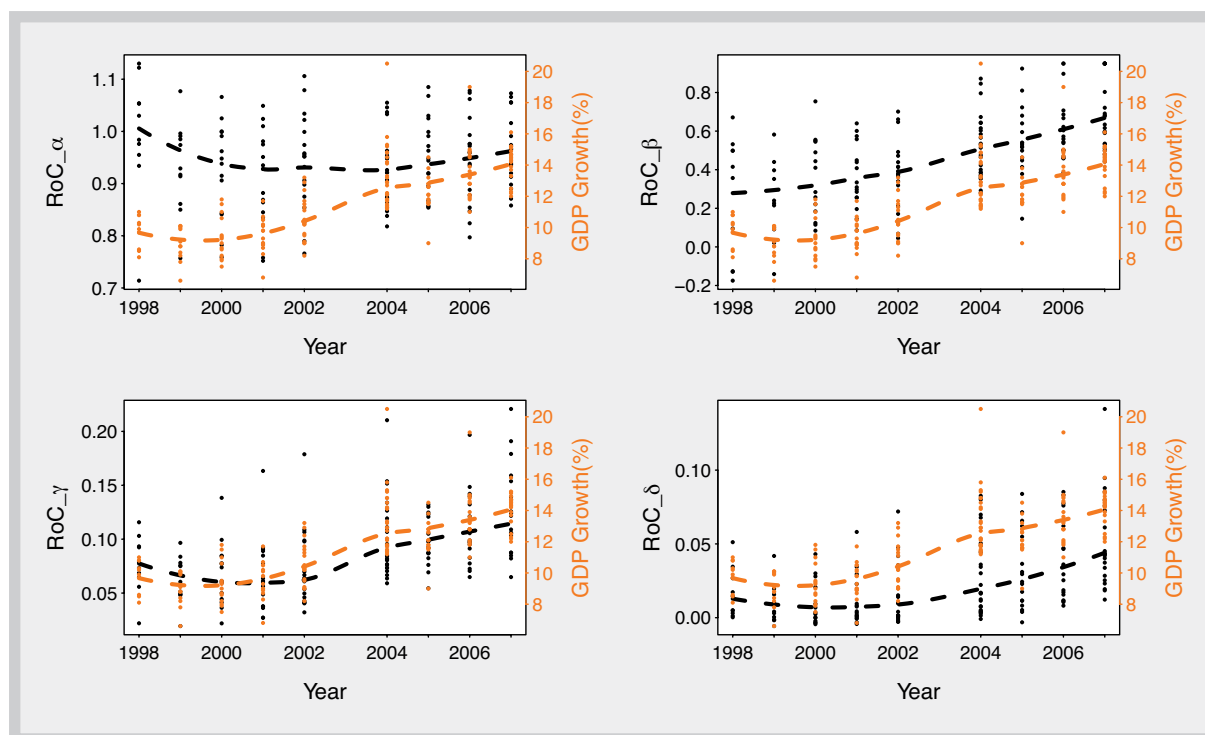 1.1
1.0
0.9
0.8
0.7
RoC_α
20
18
16
14
12
10
8
GDP Growth(%)
1998 2000 2002 2004 2006
Year
0.8
0.6
0.4
0.2
0.0
−0.2
RoC_β
20
18
16
14
12
10
8
GDP Growth(%)
1998 2000 2002 2004 2006
Year
0.20
0.15
0.10
0.05
RoC_γ
20
18
16
14
12
10
8
GDP Growth(%)
1998 2000 2002 2004 2006
Year
0.10
0.05
0.00
RoC_δ
20
18
16
14
12
10
8
GDP Growth(%)
1998 2000 2002 2004 2006
Year